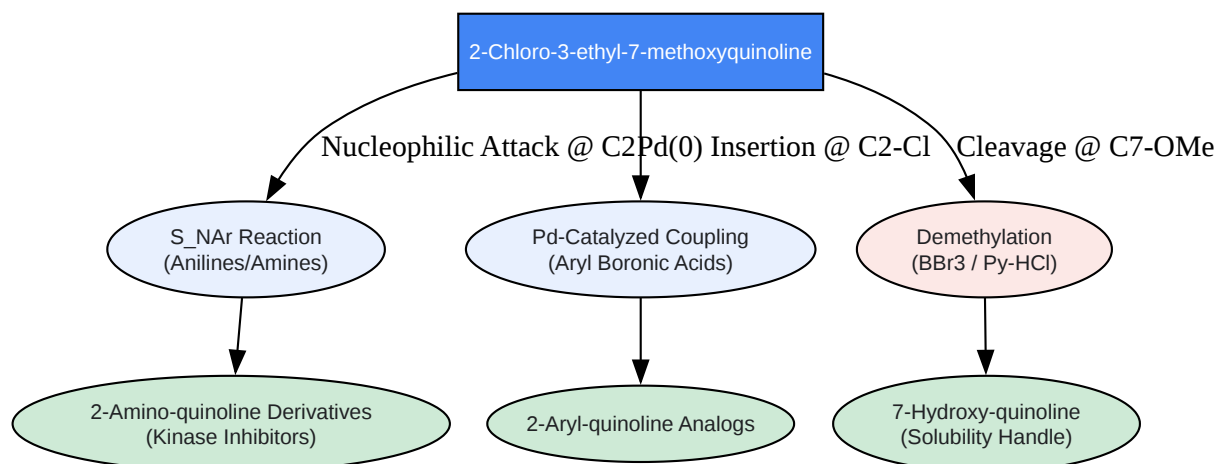 2-Chloro-3-ethyl-7-methoxyquinoline
Nucleophilic Attack @ C2
Pd(0) Insertion @ C2-Cl
Cleavage @ C7-OMe
S_NAr Reaction
(Anilines/Amines)
Pd-Catalyzed Coupling
(Aryl Boronic Acids)
Demethylation
(BBr3 / Py-HCl)
2-Amino-quinoline Derivatives
(Kinase Inhibitors)
2-Aryl-quinoline Analogs
7-Hydroxy-quinoline
(Solubility Handle)